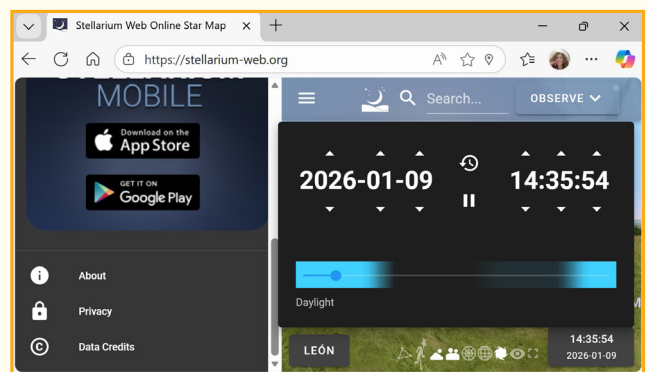 Stellarium Web Online Star Map
https://stellarium-web.org
MOBILE
Download on the
App Store
GET IT ON
Google Play
About
Privacy
Data Credits
Search...
OBSERVE
2026-01-09
14:35:54
Daylight
LEÓN
14:35:54
2026-01-09